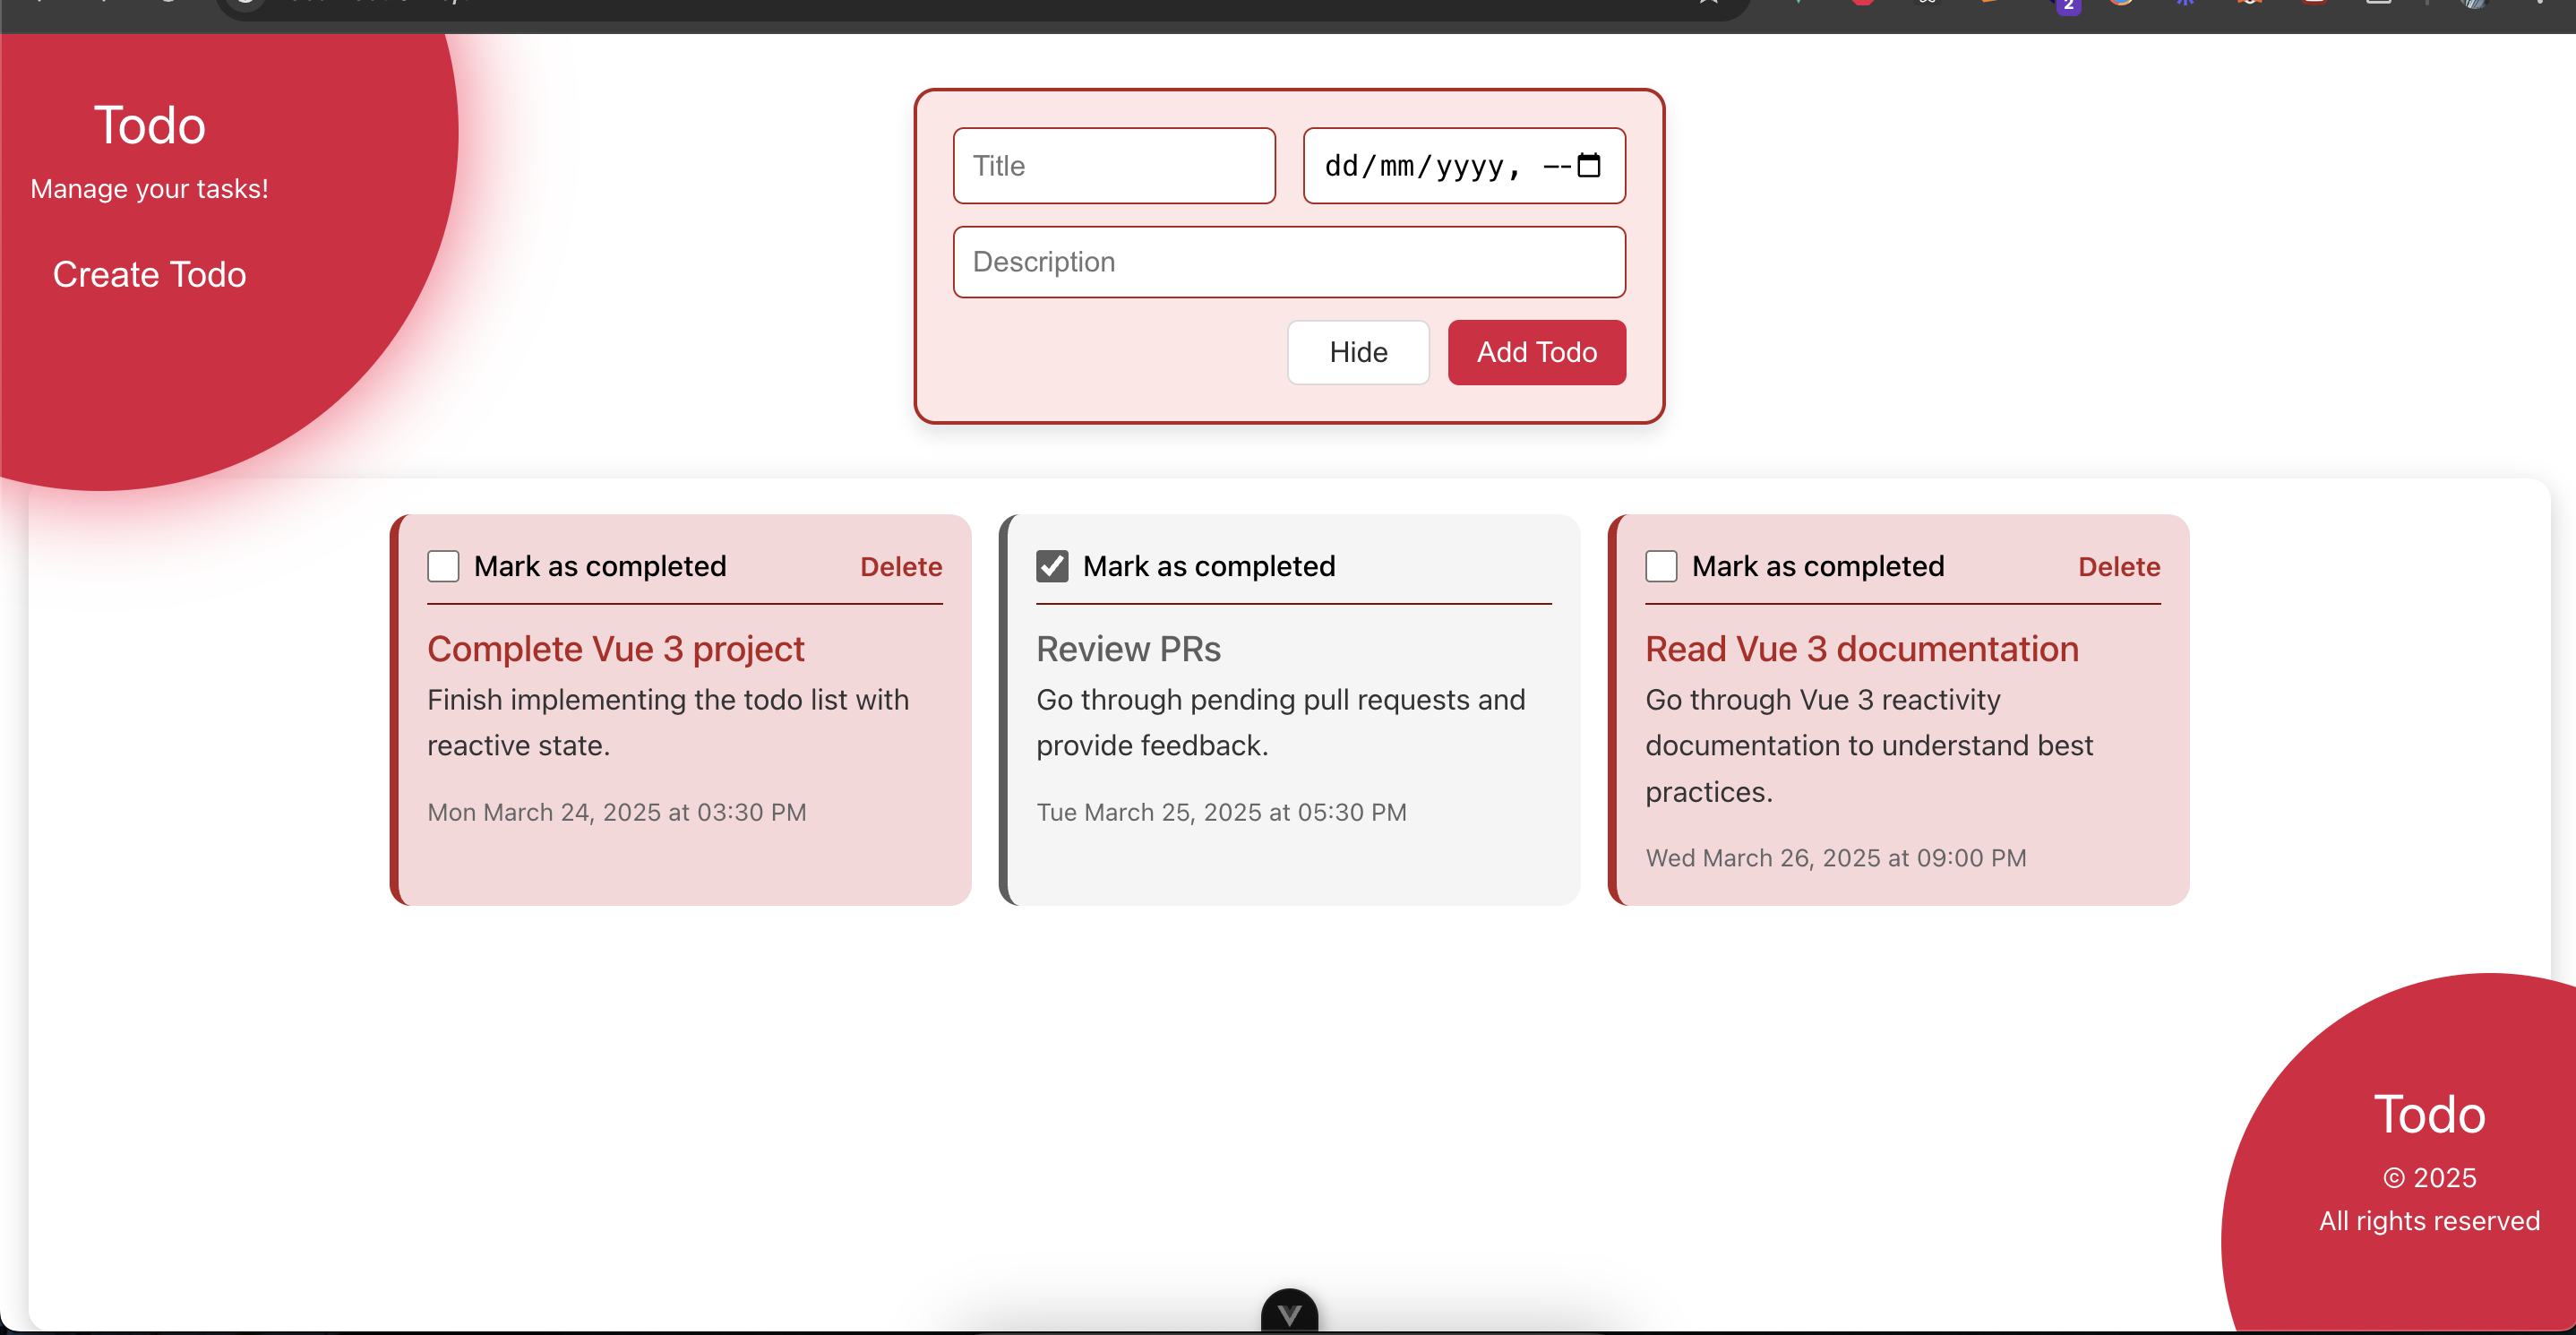 2
Todo
Manage your tasks!
Create Todo
Title
dd/mm/yyyy, --
Description
Hide
Add Todo
Mark as completed
Delete
Complete Vue 3 project
Finish implementing the todo list with
reactive state.
Mon March 24, 2025 at 03:30 PM
Mark as completed
Review PRs
Go through pending pull requests and
provide feedback.
Tue March 25, 2025 at 05:30 PM
Mark as completed
Delete
Read Vue 3 documentation
Go through Vue 3 reactivity
documentation to understand best
practices.
Wed March 26, 2025 at 09:00 PM
Todo
© 2025
All rights reserved